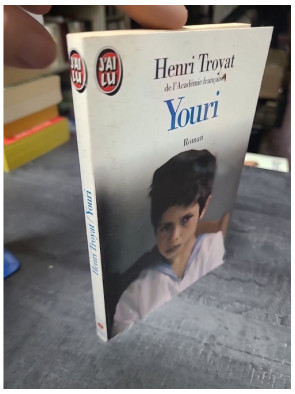 J'AI
LU
J'AI
LU
Henri Troyat
de l'Académie française
Youri
Roman
Henri Troyat / Youri